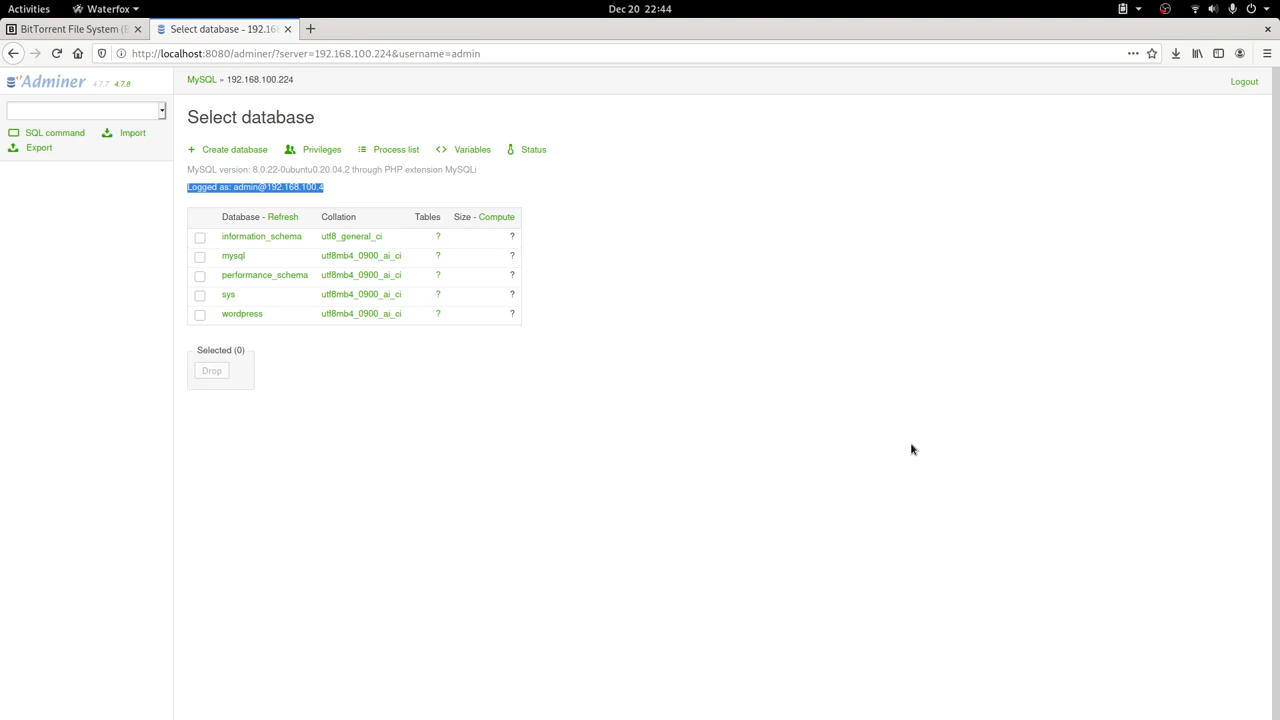 Activities Waterfox Dec 20 22:44
BitTorrent File System (B Select database - 192.168
http://localhost:8080/adminer/?server=192.168.100.224&username=admin
Adminer 4.7.7 4.7.8
SQL command Import
Export
MySQL » 192.168.100.224 Logout
Select database
Create database Privileges Process list Variables Status
MySQL version: 8.0.22-0ubuntu0.20.04.2 through PHP extension MySQLi
Logged as: admin@192.168.100.4
Database - Refresh Collation Tables Size - Compute
information_schema utf8_general_ci ? ?
mysql utf8mb4_0900_ai_ci ? ?
performance_schema utf8mb4_0900_ai_ci ? ?
sys utf8mb4_0900_ai_ci ? ?
wordpress utf8mb4_0900_ai_ci ? ?
Selected (0)
Drop